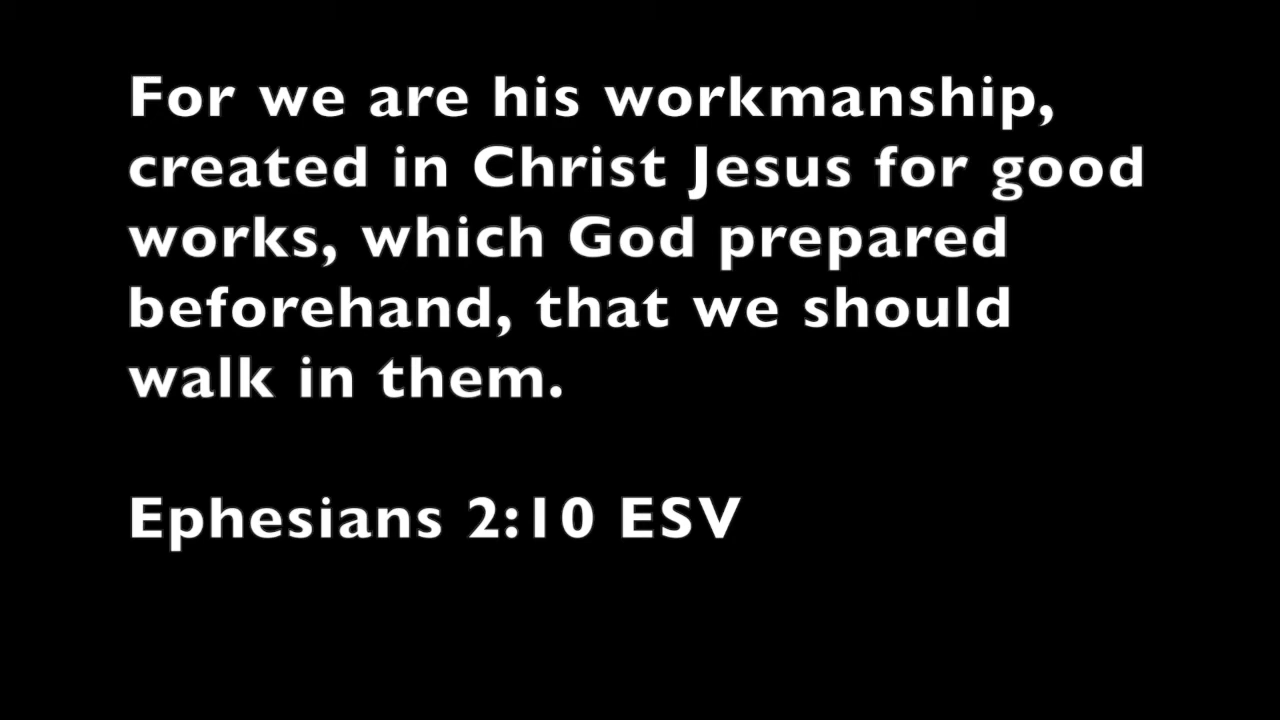 For we are his workmanship,
created in Christ Jesus for good
works, which God prepared
beforehand, that we should
walk in them.
Ephesians 2:10 ESV